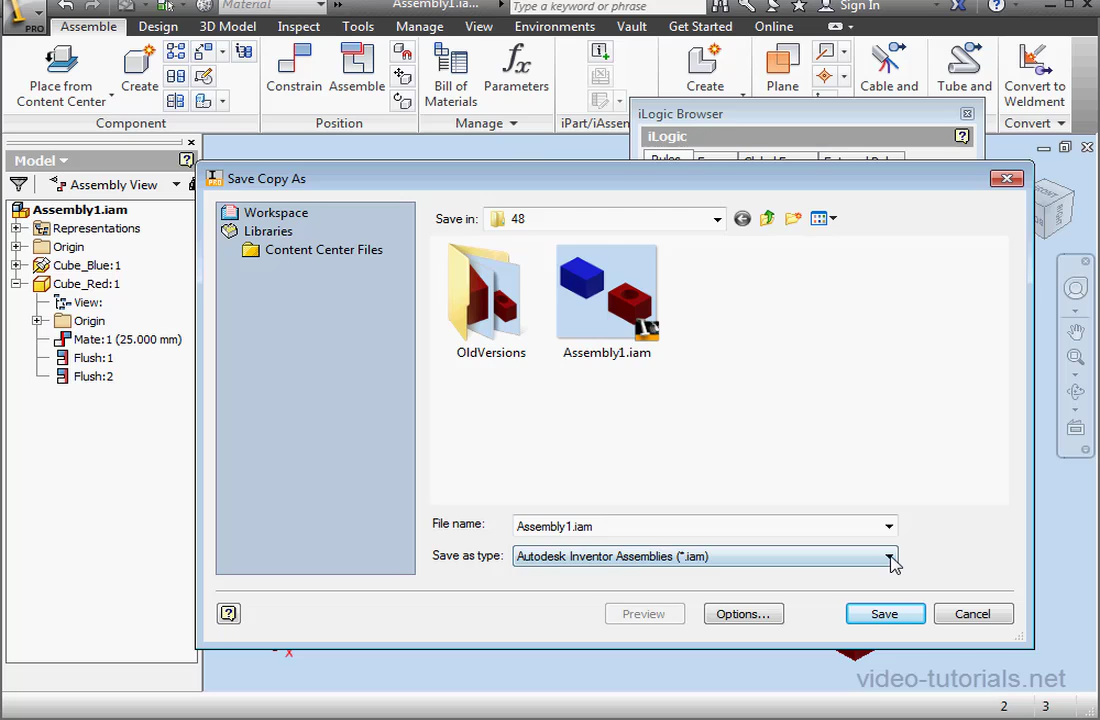 Material
Assembly1.ia...
Type a keyword or phrase
Sign In
PRO
Assemble
Design
3D Model
Inspect
Tools
Manage
View
Environments
Vault
Get Started
Online
Place from
Content Center
Create
Constrain
Assemble
Bill of
Materials
Parameters
Create
Plane
Cable and
Tube and
Convert to
Weldment
Component
Position
Manage
iPart/iAssen
Convert
iLogic Browser
iLogic
Rules
Model
Assembly View
Assembly1.iam
Representations
Origin
Cube_Blue:1
Cube_Red:1
View:
Origin
Mate:1 (25.000 mm)
Flush:1
Flush:2
Save Copy As
Workspace
Libraries
Content Center Files
Save in:
48
OldVersions
Assembly1.iam
File name:
Assembly1.iam
Save as type:
Autodesk Inventor Assemblies (*.iam)
Preview
Options...
Save
Cancel
FRONT
RIGHT
X
video-tutorials.net
2
3